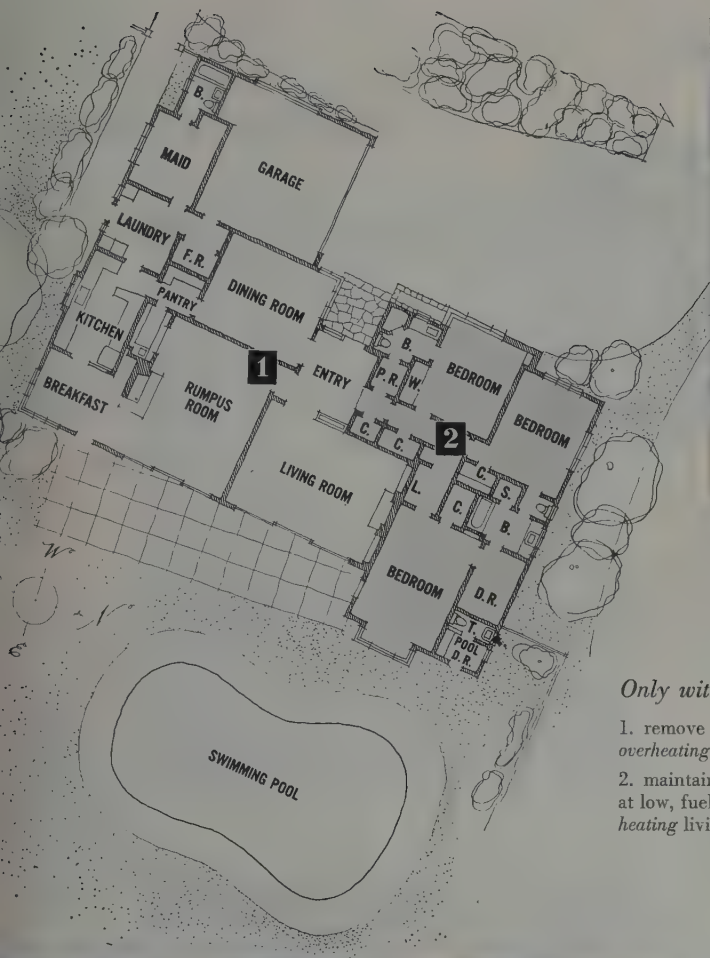 B.
MAID
GARAGE
LAUNDRY
F.R.
PANTRY
DINING ROOM
KITCHEN
BREAKFAST
RUMPUS
ROOM
1
ENTRY
LIVING ROOM
B.
P.R.
W.
BEDROOM
2
BEDROOM
C.
C.
C.
S.
L.
C.
B.
BEDROOM
D.R.
T.
POOL
D.R.
W
E
SWIMMING POOL
Only wit
1. remove
overheating
2. maintain
at low, fuel
heating livi